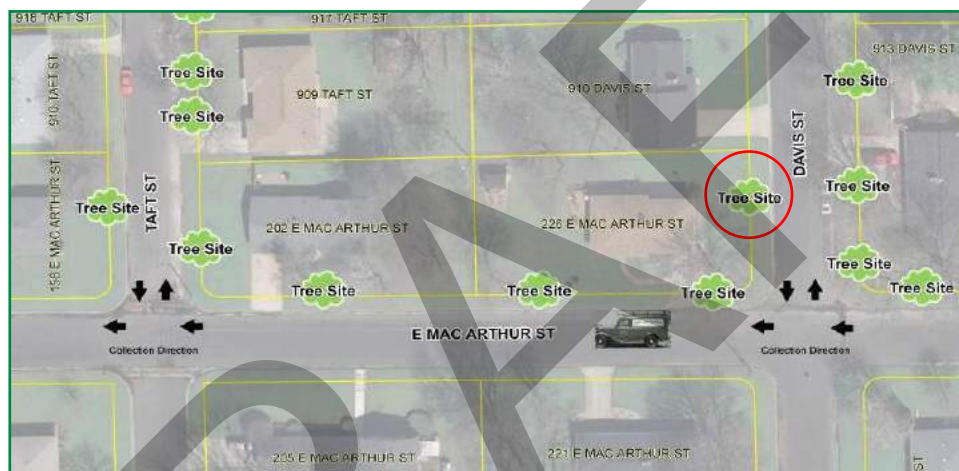 918 TAFT ST
917 TAFT ST
Tree Site
Tree Site
910 TAFT ST
909 TAFT ST
910 DAVIS ST
913 DAVIS ST
Tree Site
Tree Site
TAFT ST
DAVIS ST
158 E MAC ARTHUR ST
Tree Site
Tree Site
Tree Site
202 E MAC ARTHUR ST
226 E MAC ARTHUR ST
Tree Site
Tree Site
Tree Site
Tree Site
Tree Site
Tree Site
E MAC ARTHUR ST
Collection Direction
Collection Direction
205 E MAC ARTHUR ST
221 E MAC ARTHUR ST
ST